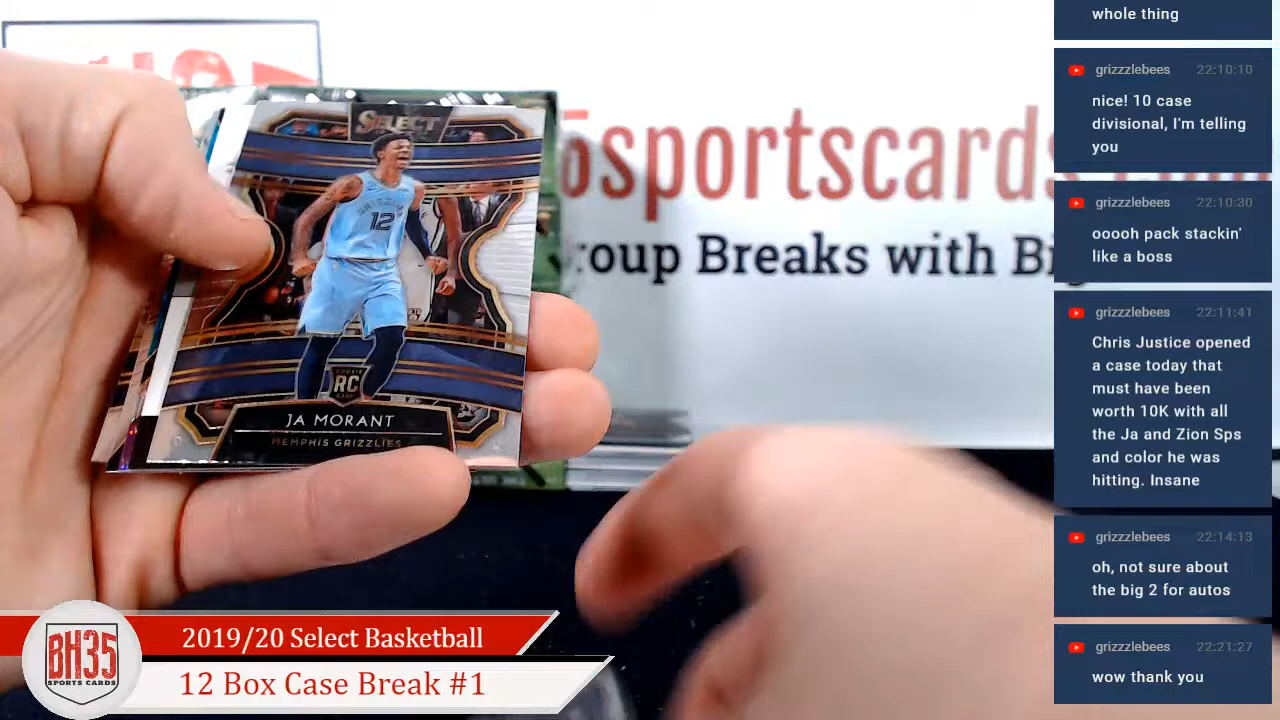 SELECT
12
RC
JA MORANT
MEMPHIS GRIZZLIES
sportscards
roup Breaks with Bi
BH35
SPORTS CARDS
2019/20 Select Basketball
12 Box Case Break #1
whole thing
grizzzlebees 22:10:10
nice! 10 case
divisional, I'm telling
you
grizzzlebees 22:10:30
ooooh pack stackin'
like a boss
grizzzlebees 22:11:41
Chris Justice opened
a case today that
must have been
worth 10K with all
the Ja and Zion Sps
and color he was
hitting. Insane
grizzzlebees 22:14:13
oh, not sure about
the big 2 for autos
grizzzlebees 22:21:27
wow thank you